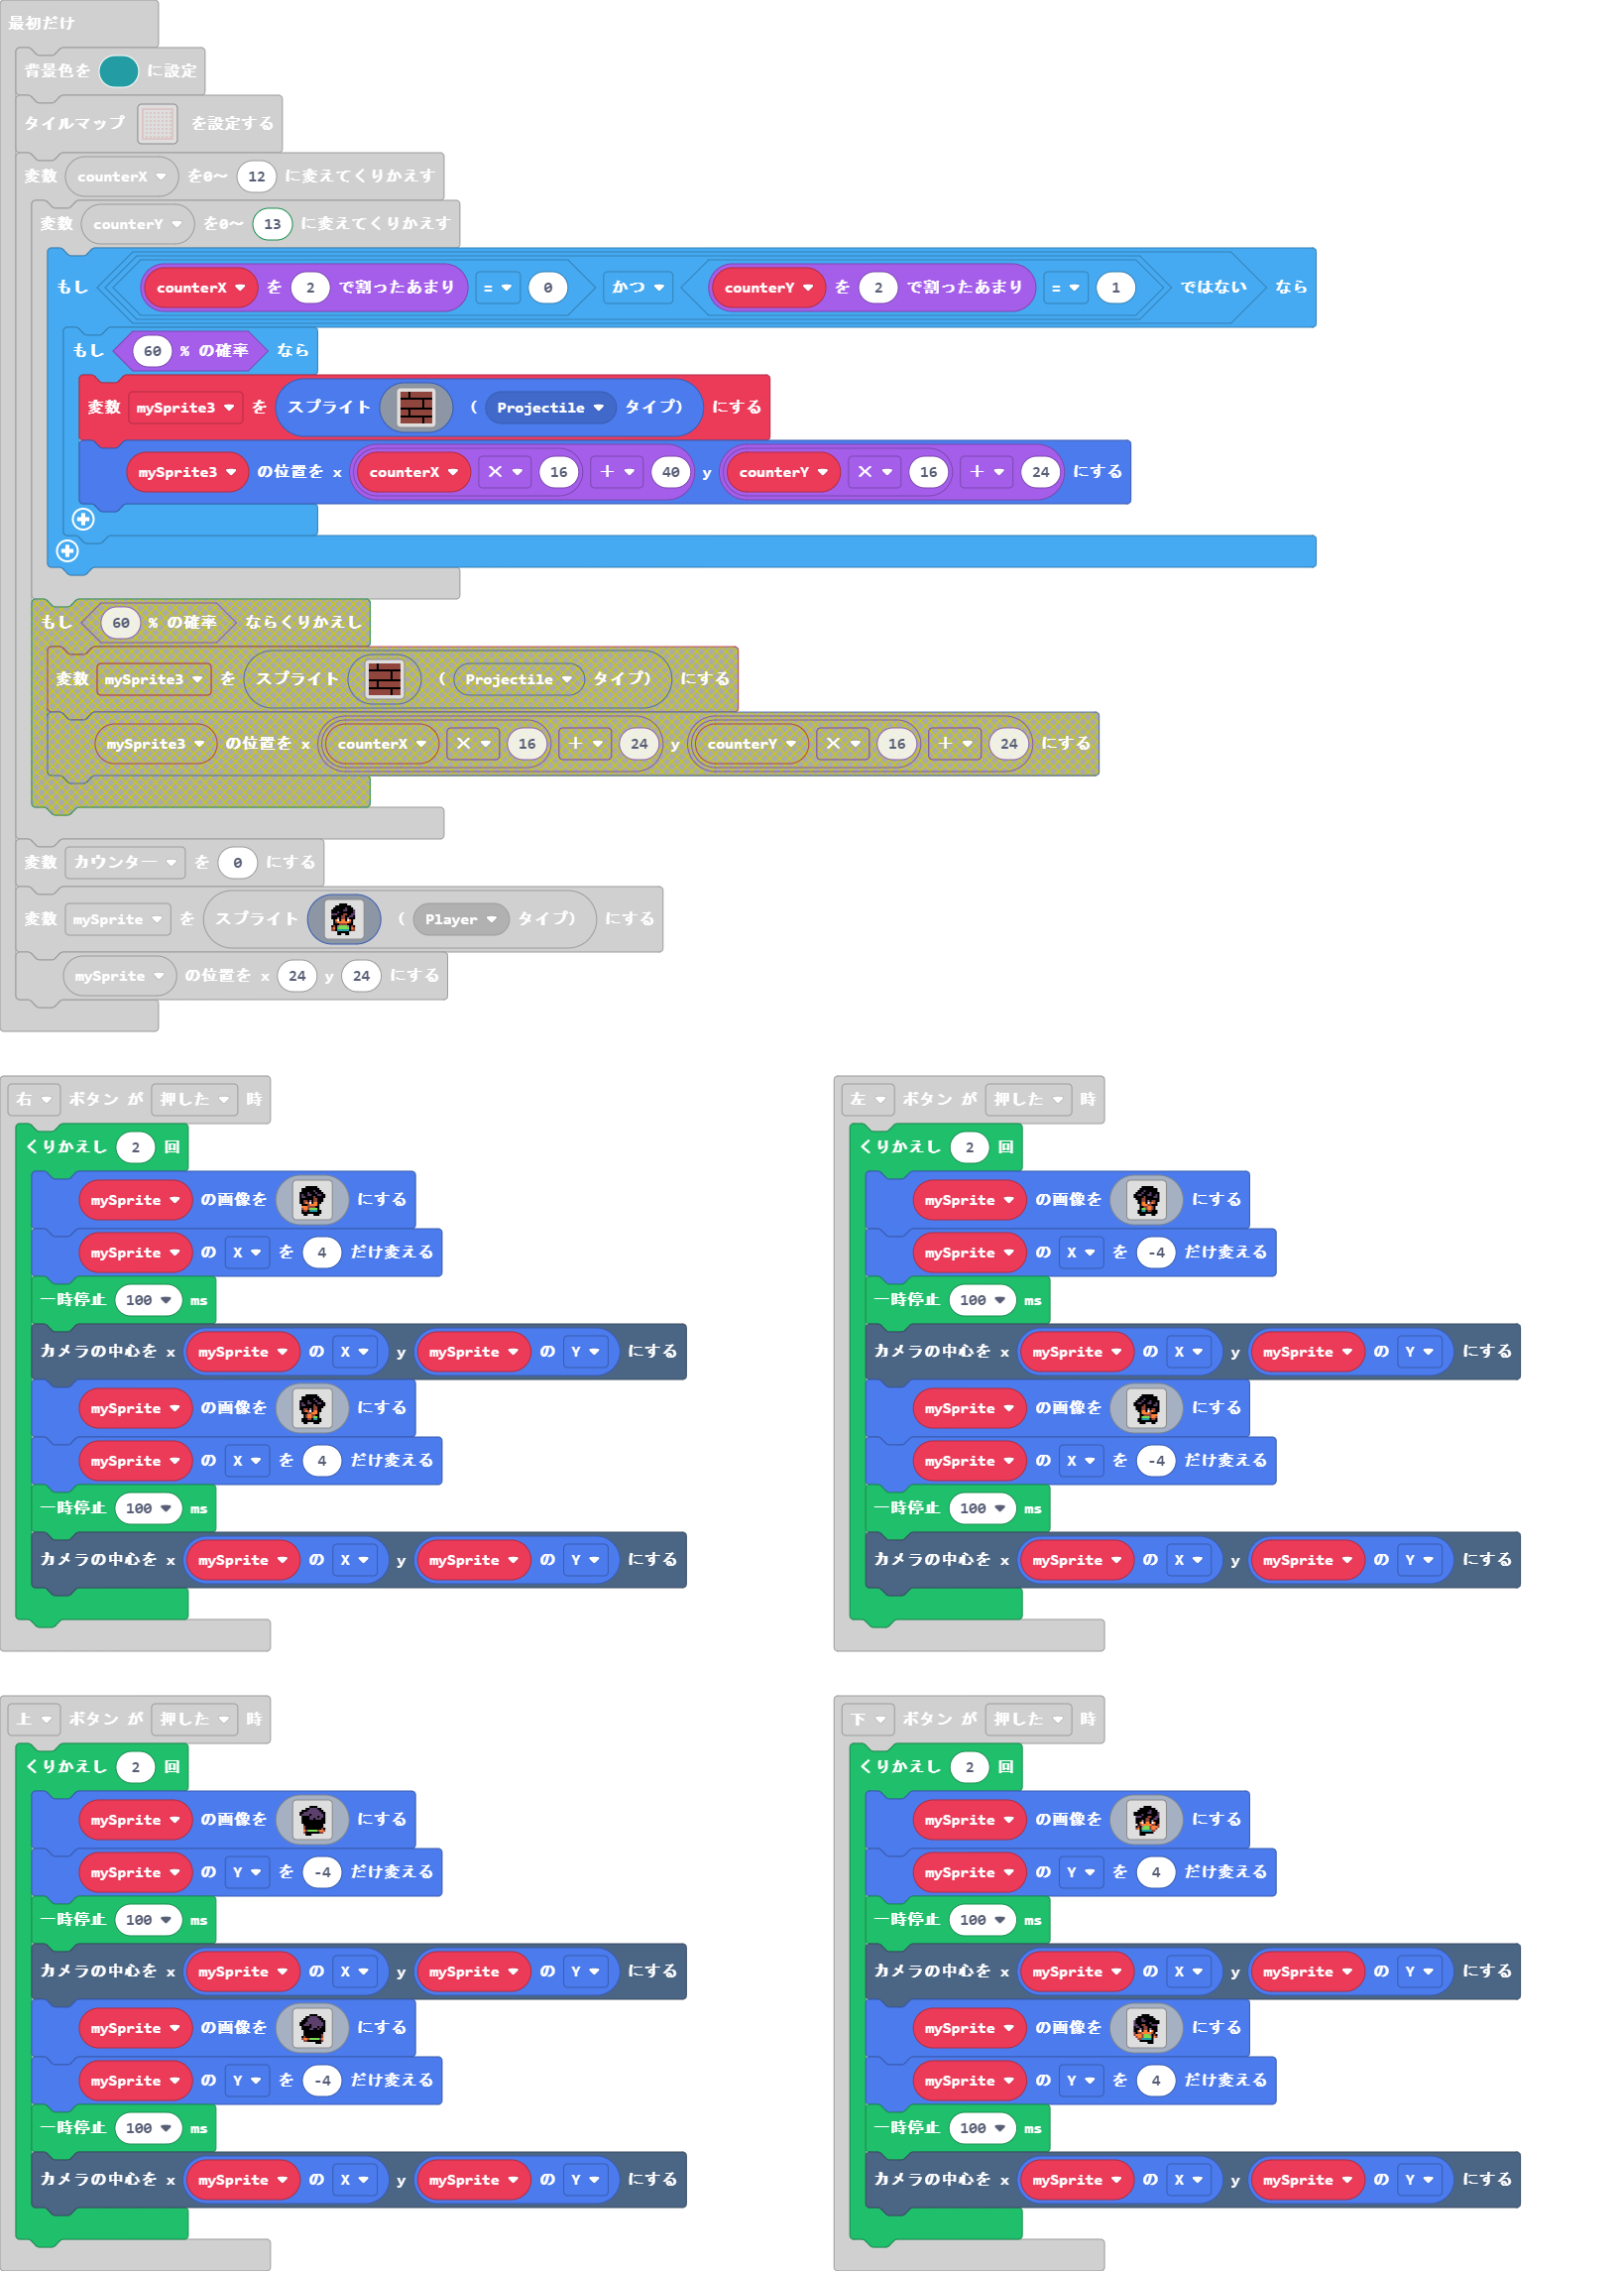 最初だけ
背景色を に設定
タイルマップ を設定する
変数 counterX を0～ 12 に変えてくりかえす
変数 counterY を0～ 13 に変えてくりかえす
もし counterX を 2 で割ったあまり = 0 かつ counterY を 2 で割ったあまり = 1 ではない なら
もし 60 % の確率 なら
変数 mySprite3 を スプライト ( Projectile タイプ) にする
mySprite3 の位置を x counterX × 16 + 40 y counterY × 16 + 24 にする
もし 60 % の確率 ならくりかえし
変数 mySprite3 を スプライト ( Projectile タイプ) にする
mySprite3 の位置を x counterX × 16 + 24 y counterY × 16 + 24 にする
変数 カウンター を 0 にする
変数 mySprite を スプライト ( Player タイプ) にする
mySprite の位置を x 24 y 24 にする
右 ボタン が 押した 時
くりかえし 2 回
mySprite の画像を にする
mySprite の X を 4 だけ変える
一時停止 100 ms
カメラの中心を x mySprite の X y mySprite の Y にする
mySprite の画像を にする
mySprite の X を 4 だけ変える
一時停止 100 ms
カメラの中心を x mySprite の X y mySprite の Y にする
左 ボタン が 押した 時
くりかえし 2 回
mySprite の画像を にする
mySprite の X を -4 だけ変える
一時停止 100 ms
カメラの中心を x mySprite の X y mySprite の Y にする
mySprite の画像を にする
mySprite の X を -4 だけ変える
一時停止 100 ms
カメラの中心を x mySprite の X y mySprite の Y にする
上 ボタン が 押した 時
くりかえし 2 回
mySprite の画像を にする
mySprite の Y を -4 だけ変える
一時停止 100 ms
カメラの中心を x mySprite の X y mySprite の Y にする
mySprite の画像を にする
mySprite の Y を -4 だけ変える
一時停止 100 ms
カメラの中心を x mySprite の X y mySprite の Y にする
下 ボタン が 押した 時
くりかえし 2 回
mySprite の画像を にする
mySprite の Y を 4 だけ変える
一時停止 100 ms
カメラの中心を x mySprite の X y mySprite の Y にする
mySprite の画像を にする
mySprite の Y を 4 だけ変える
一時停止 100 ms
カメラの中心を x mySprite の X y mySprite の Y にする